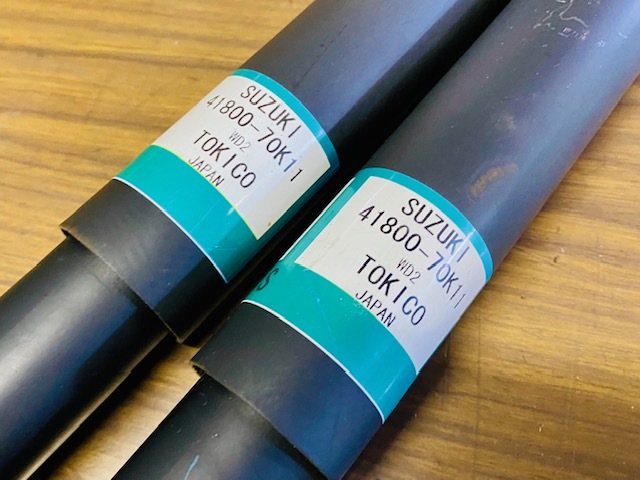 SUZUKI
41800-70K11
WD2
TOKICO
JAPAN
SUZUKI
41800-70K11
WD2
TOKICO
JAPAN